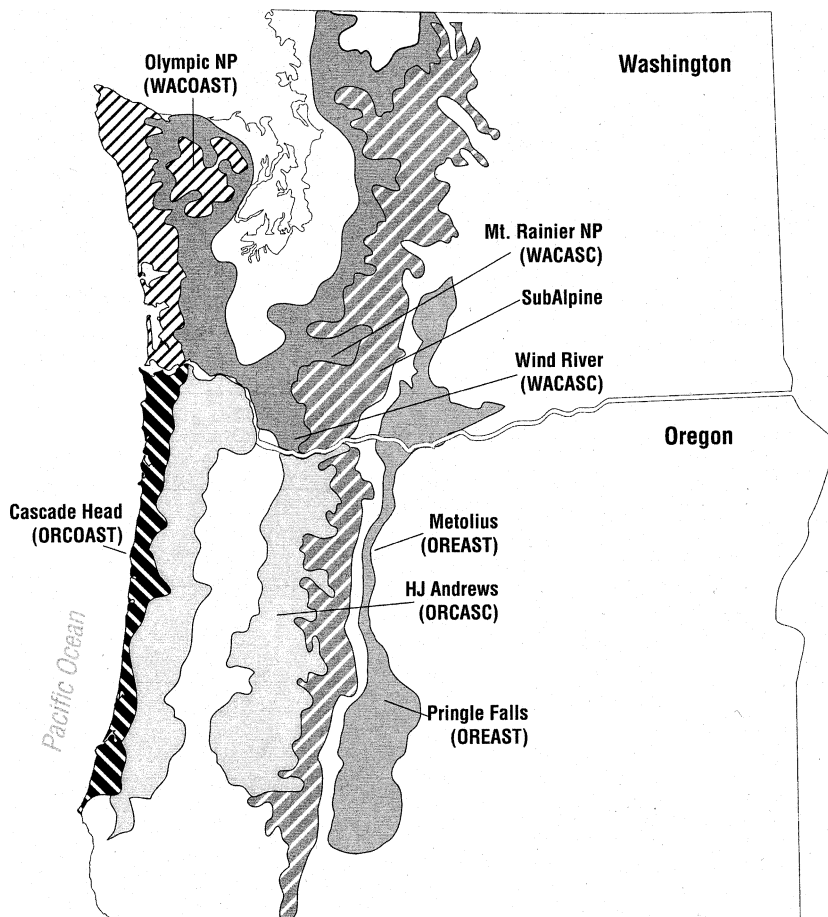 Olympic NP
(WACOAST)
Washington
Mt. Rainier NP
(WACASC)
SubAlpine
Wind River
(WACASC)
Oregon
Cascade Head
(ORCOAST)
Metolius
(OREAST)
HJ Andrews
(ORCASC)
Pacific Ocean
Pringle Falls
(OREAST)